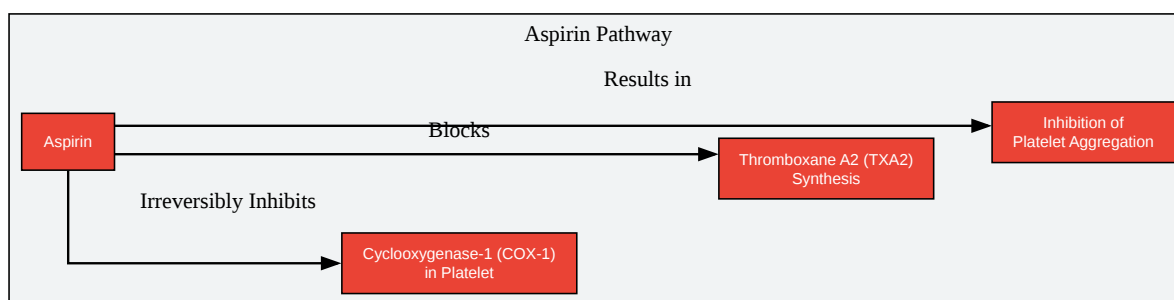 Aspirin Pathway
Results in
Inhibition of
Platelet Aggregation
Blocks
Aspirin
Thromboxane A2 (TXA2)
Synthesis
Irreversibly Inhibits
Cyclooxygenase-1 (COX-1)
in Platelet